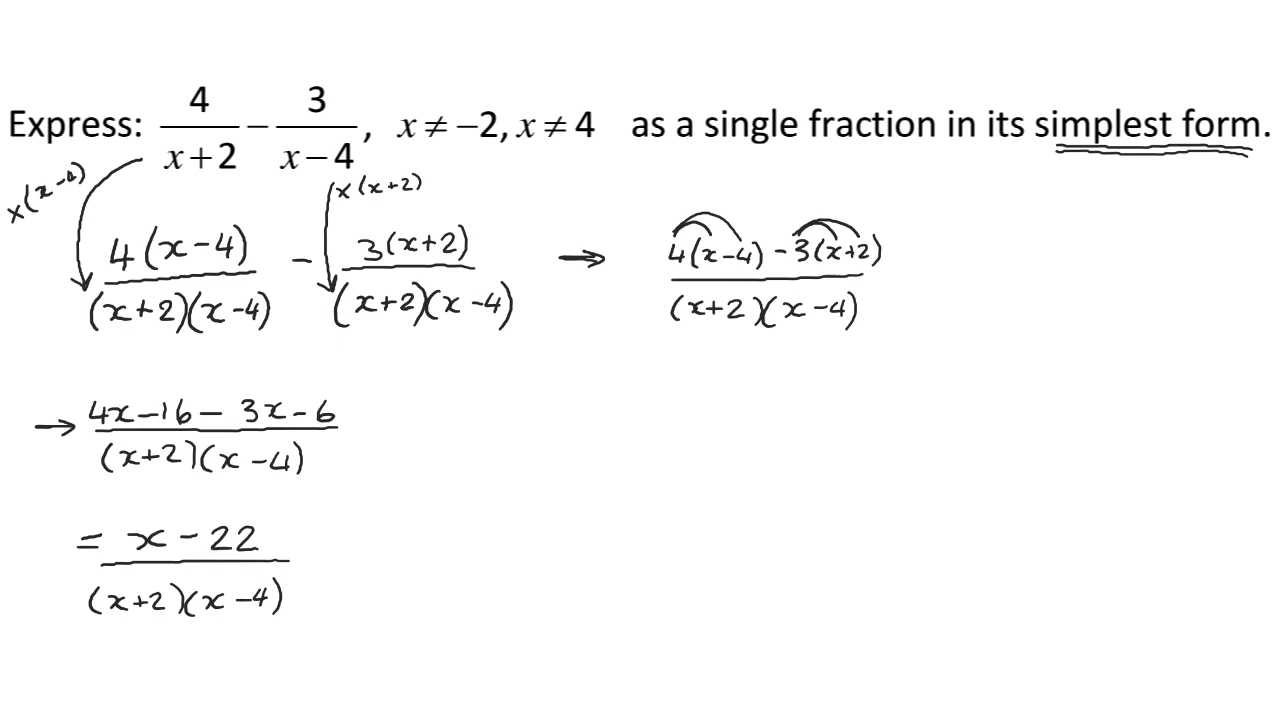 Express: 4/(x+2) − 3/(x−4), x ≠ −2, x ≠ 4 as a single fraction in its simplest form.
×(x−4) ×(x+2)
4(x−4)/(x+2)(x−4) − 3(x+2)/(x+2)(x−4) → 4(x−4) − 3(x+2)/(x+2)(x−4)
→ 4x−16−3x−6/(x+2)(x−4)
= x−22/(x+2)(x−4)